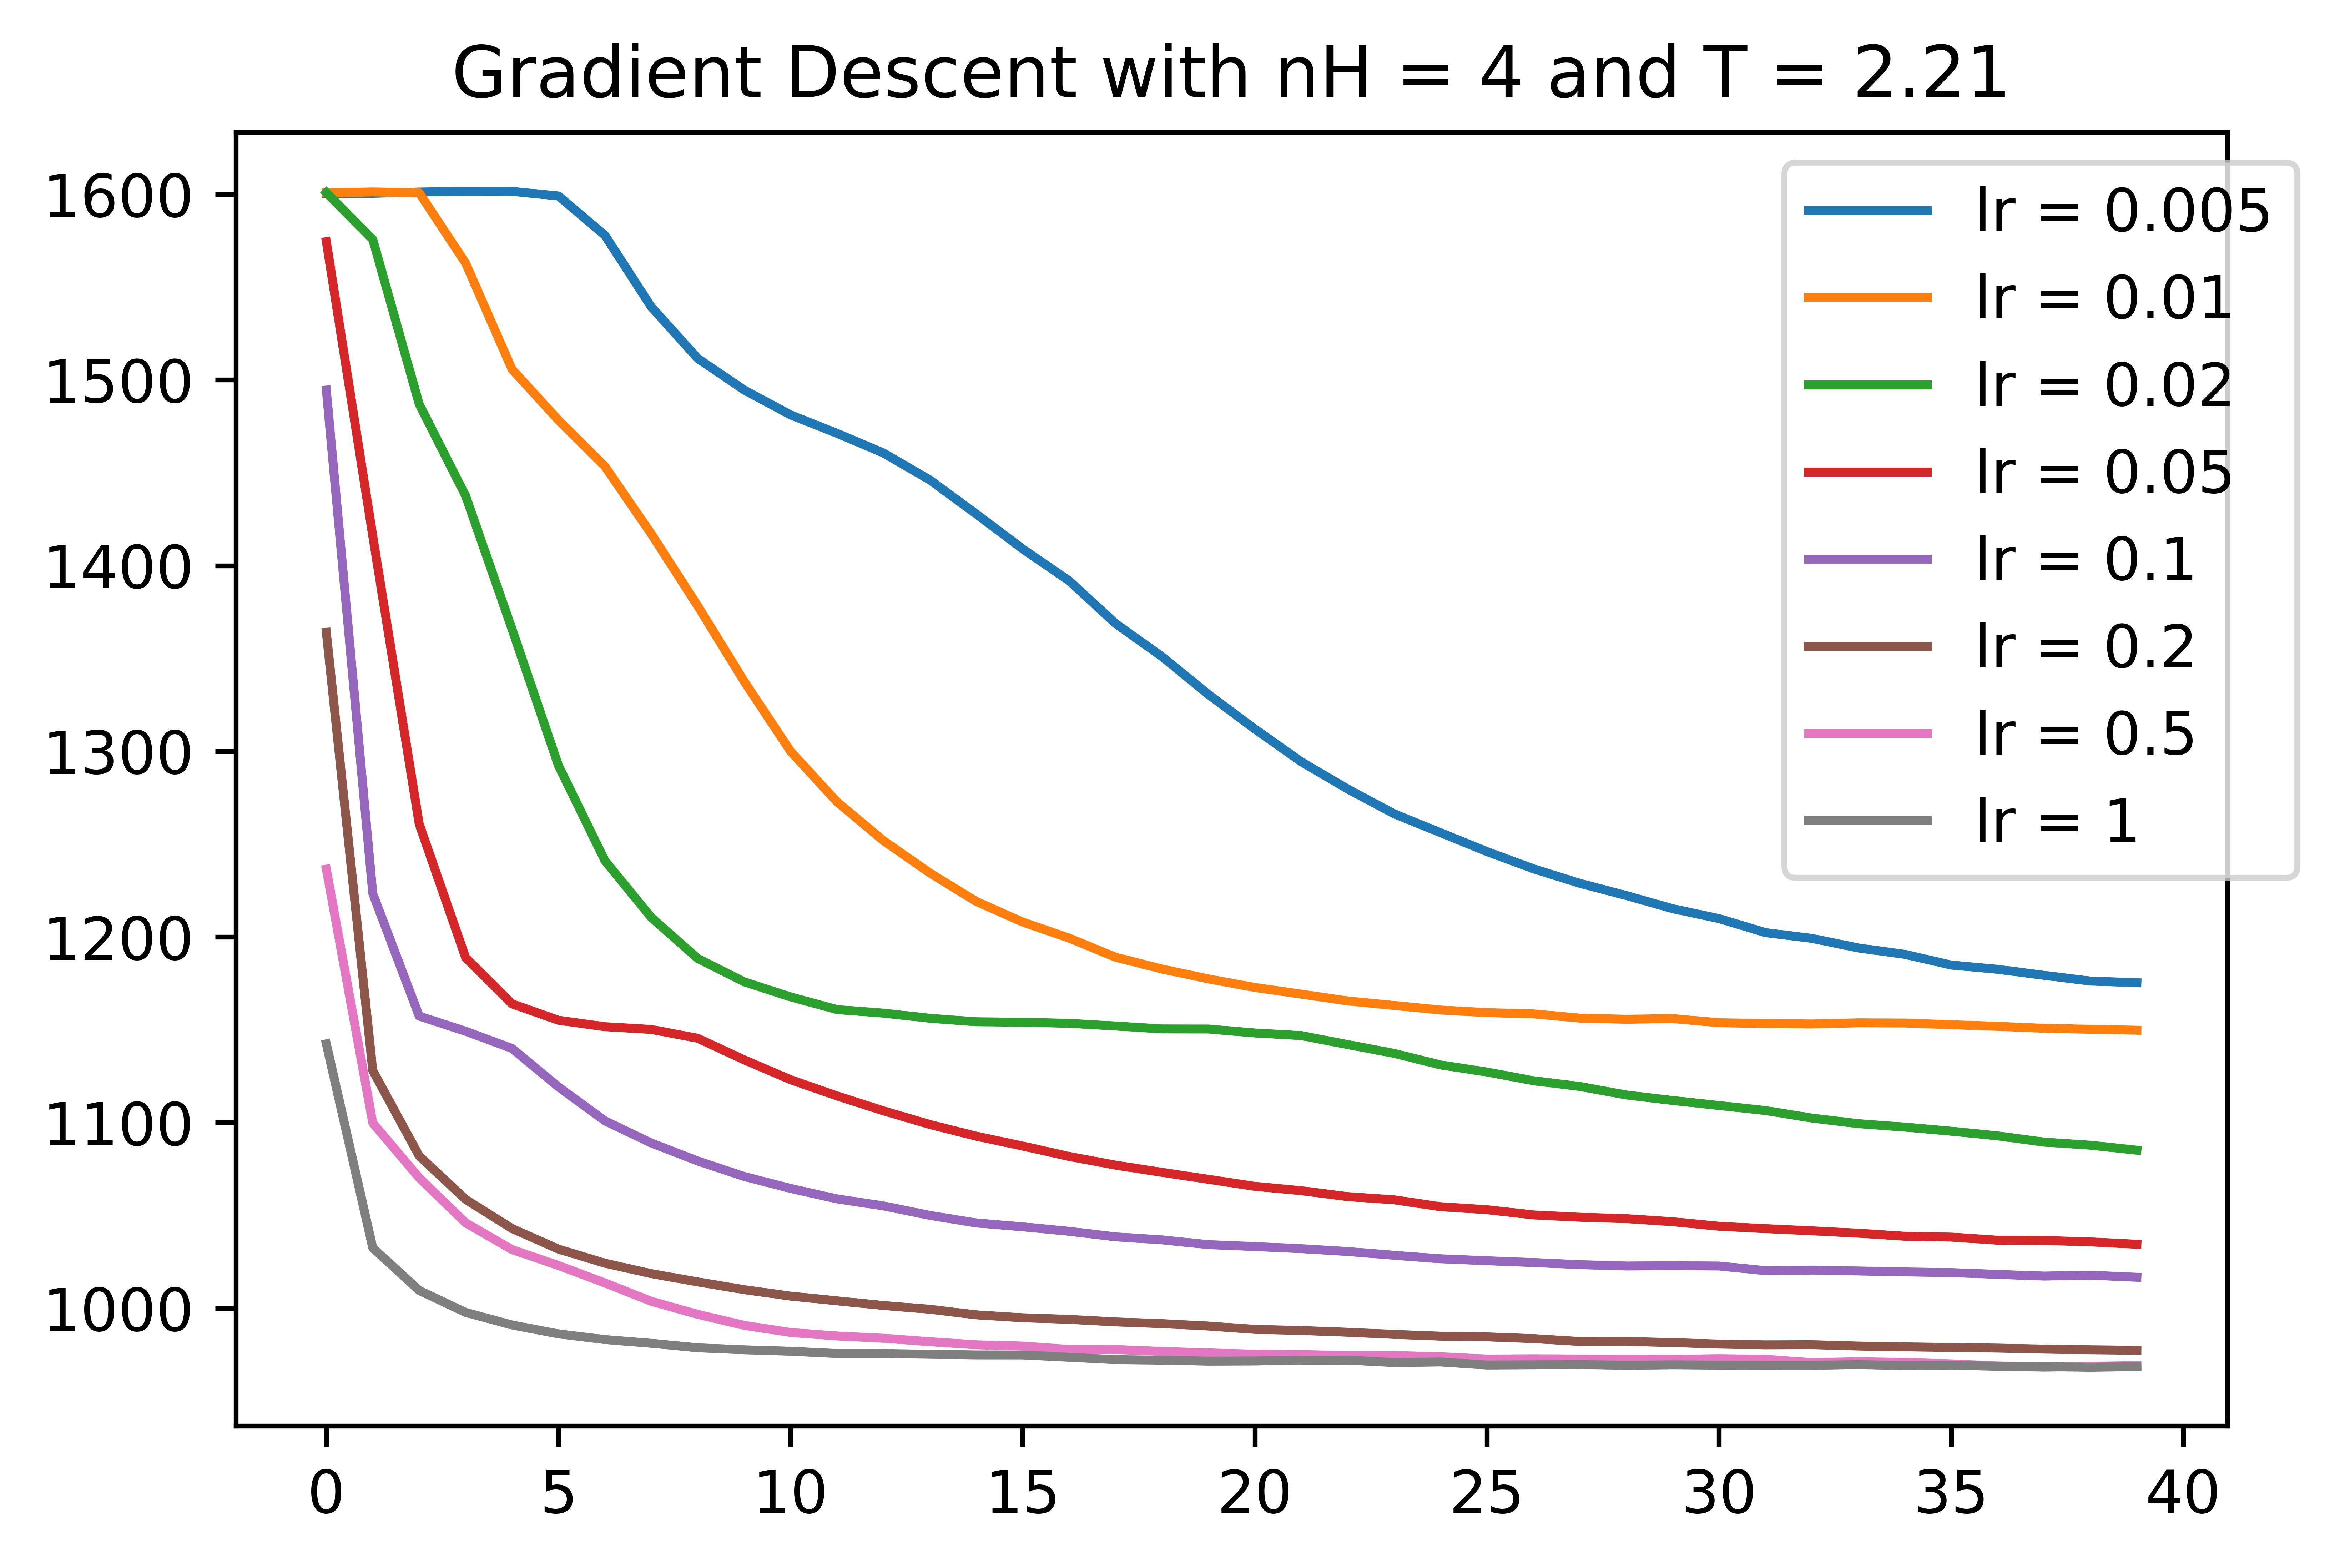 Gradient Descent with nH = 4 and T = 2.21
1600
1500
1400
1300
1200
1100
1000
lr = 0.005
lr = 0.01
lr = 0.02
lr = 0.05
lr = 0.1
lr = 0.2
lr = 0.5
lr = 1
0 5 10 15 20 25 30 35 40